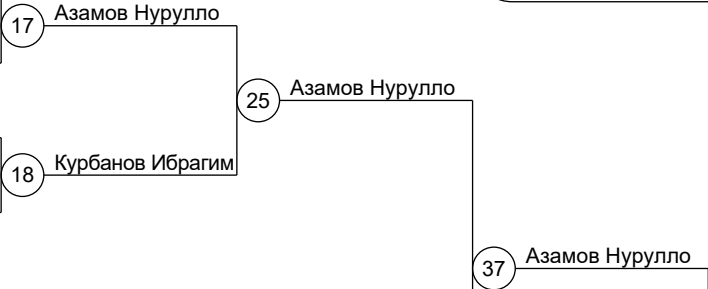 17 Азамов Нурулло
25 Азамов Нурулло
18 Курбанов Ибрагим
37 Азамов Нурулло